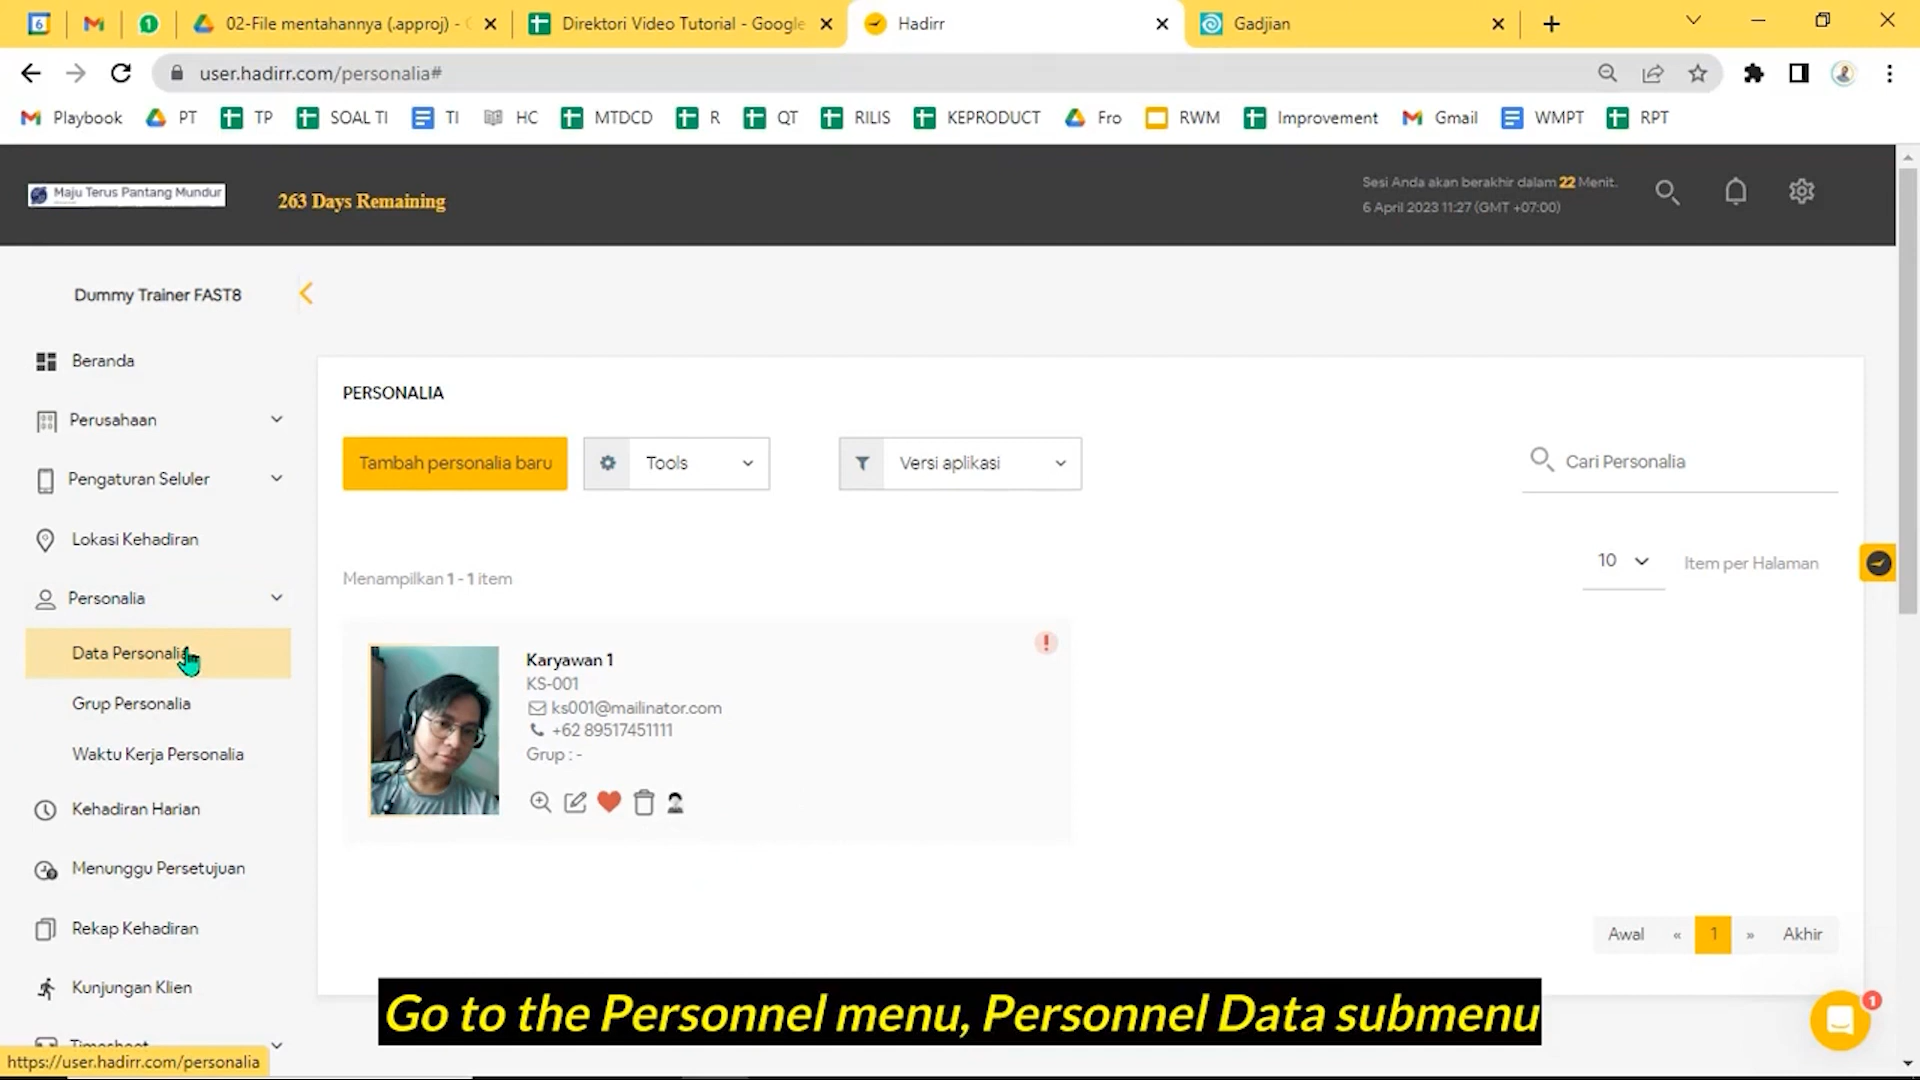 6
1
02-File mentahannya (.approj) - G
Direktori Video Tutorial - Google
Hadirr
Gadjian
user.hadirr.com/personalia#
Playbook
PT
TP
SOAL TI
TI
HC
MTDCD
R
QT
RILIS
KEPRODUCT
Fro
RWM
Improvement
Gmail
WMPT
RPT
Maju Terus Pantang Mundur
263 Days Remaining
Sesi Anda akan berakhir dalam 22 Menit.
6 April 2023 11:27 (GMT +07:00)
Dummy Trainer FAST8
Beranda
Perusahaan
Pengaturan Seluler
Lokasi Kehadiran
Personalia
Data Personalia
Grup Personalia
Waktu Kerja Personalia
Kehadiran Harian
Menunggu Persetujuan
Rekap Kehadiran
Kunjungan Klien
Timesheet
PERSONALIA
Tambah personalia baru
Tools
Versi aplikasi
Cari Personalia
10
Item per Halaman
Menampilkan 1 - 1 item
Karyawan 1
KS-001
ks001@mailinator.com
+62 89517451111
Grup : -
Awal « 1 » Akhir
Go to the Personnel menu, Personnel Data submenu
1
https://user.hadirr.com/personalia